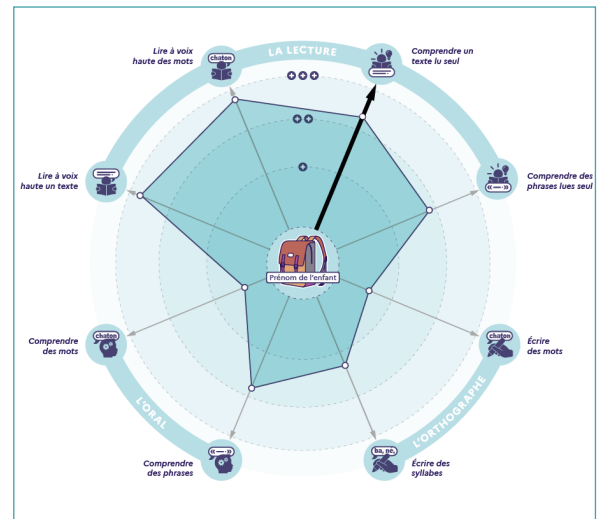 LA LECTURE
Lire à voix
haute des mots
chaton
Comprendre un
texte lu seul
Lire à voix
haute un texte
Comprendre des
phrases lues seul
«—·»
Prénom de l'enfant
Comprendre
des mots
chaton
Écrire
des mots
chaton
L'ORAL
L'ORTHOGRAPHE
Comprendre
des phrases
«—·»
Écrire des
syllabes
ba, né,